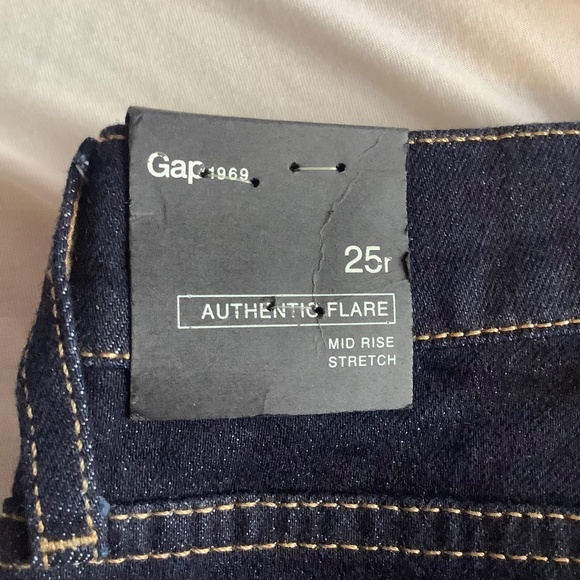 Gap 1969
25r
AUTHENTIC FLARE
MID RISE
STRETCH